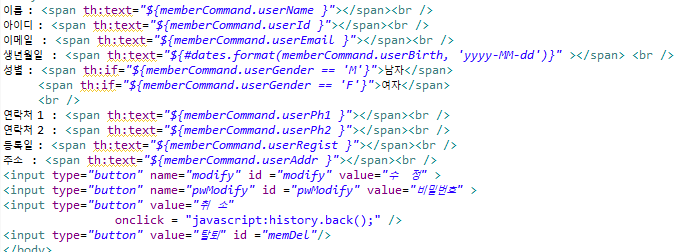 이름 : <span th:text="${memberCommand.userName }"></span><br />
아이디 : <span th:text="${memberCommand.userId }"></span><br />
이메일 : <span th:text="${memberCommand.userEmail }"></span><br />
생년월일 : <span th:text="${#dates.format(memberCommand.userBirth, 'yyyy-MM-dd')}" ></span> <br />
성별 : <span th:if="${memberCommand.userGender == 'M'}">남자</span>
<span th:if="${memberCommand.userGender == 'F'}">여자</span>
<br />
연락처 1 : <span th:text="${memberCommand.userPh1 }"></span><br />
연락처 2 : <span th:text="${memberCommand.userPh2 }"></span><br />
등록일 : <span th:text="${memberCommand.userRegist }"></span><br />
주소 : <span th:text="${memberCommand.userAddr }"></span><br />
<input type="button" name="modify" id ="modify" value="수  정" >
<input type="button" name="pwModify" id ="pwModify" value="비밀번호" >
<input type="button" value="취 소"
onclick = "javascript:history.back();" />
<input type="button" value="탈퇴" id ="memDel"/>
</body>